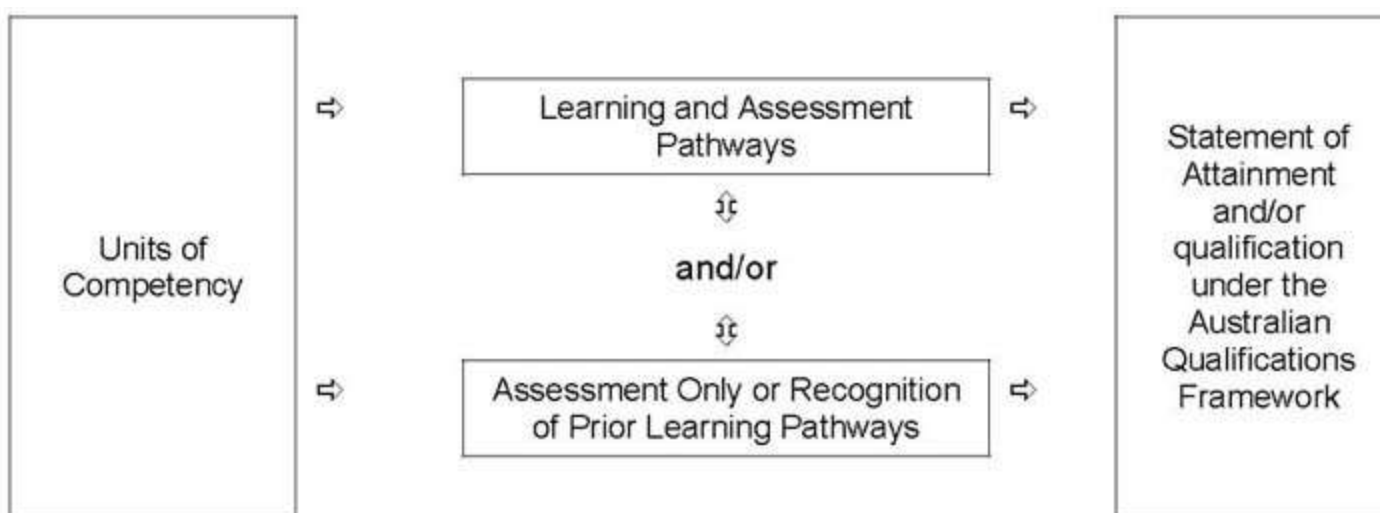 Units of
Competency
Learning and Assessment
Pathways
and/or
Assessment Only or Recognition
of Prior Learning Pathways
Statement of
Attainment
and/or
qualification
under the
Australian
Qualifications
Framework